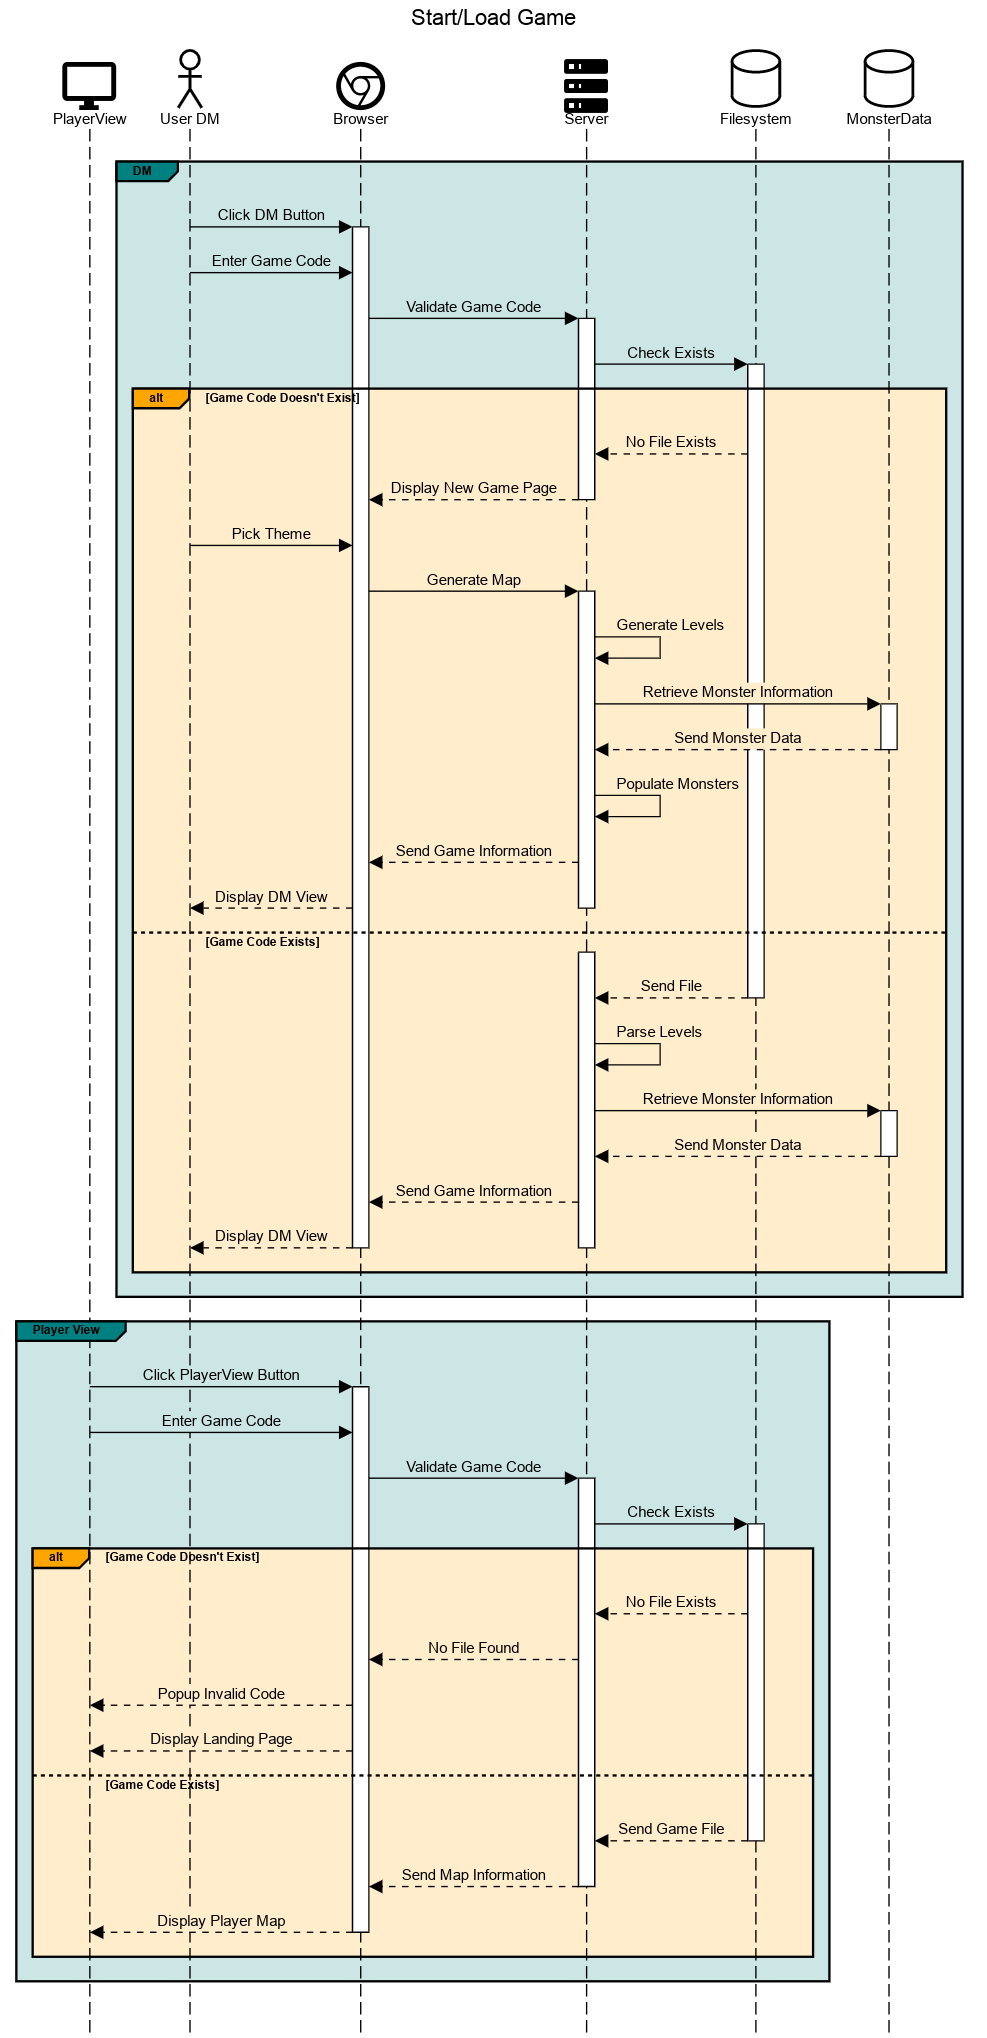 Start/Load Game
PlayerView
User DM
Browser
Server
Filesystem
MonsterData
DM
Click DM Button
Enter Game Code
Validate Game Code
Check Exists
alt
[Game Code Doesn't Exist]
No File Exists
Display New Game Page
Pick Theme
Generate Map
Generate Levels
Retrieve Monster Information
Send Monster Data
Populate Monsters
Send Game Information
Display DM View
[Game Code Exists]
Send File
Parse Levels
Retrieve Monster Information
Send Monster Data
Send Game Information
Display DM View
Player View
Click PlayerView Button
Enter Game Code
Validate Game Code
Check Exists
alt
[Game Code Doesn't Exist]
No File Exists
No File Found
Popup Invalid Code
Display Landing Page
[Game Code Exists]
Send Game File
Send Map Information
Display Player Map